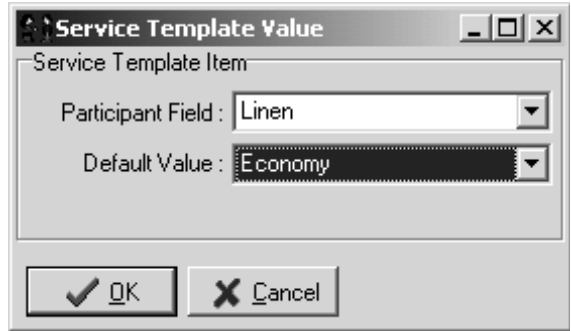 Service Template Value
Service Template Item
Participant Field : Linen
Default Value : Economy
OK Cancel